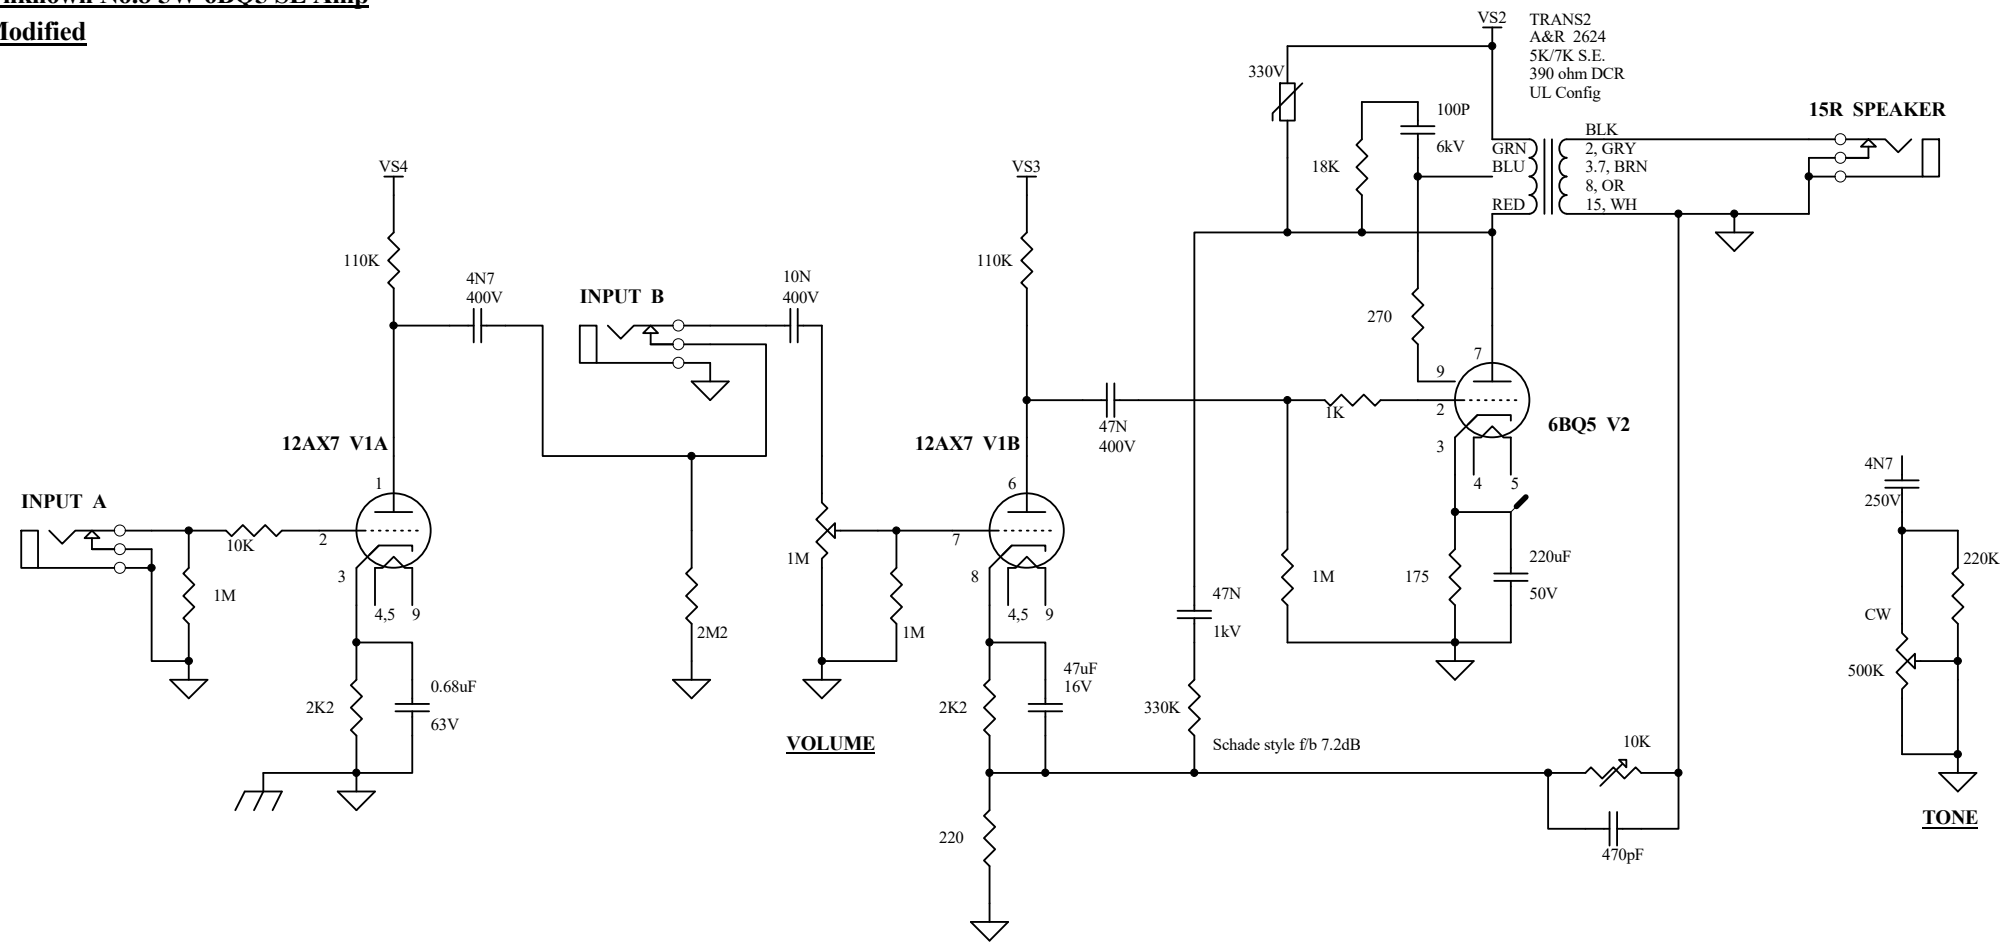 Modified
VS2
TRANS2
A&R 2624
5K/7K S.E.
390 ohm DCR
UL Config
330V
100P
6kV
18K
GRN
BLU
RED
BLK
2, GRY
3.7, BRN
8, OR
15, WH
15R SPEAKER
VS4
110K
4N7
400V
INPUT B
10N
400V
VS3
110K
270
7
9
2
3
4
5
6BQ5 V2
1K
47N
400V
12AX7 V1A
1
2
3
4,5
9
INPUT A
10K
1M
2K2
0.68uF
63V
2M2
1M
VOLUME
1M
12AX7 V1B
6
7
8
4,5
9
2K2
47uF
16V
220
47N
1kV
330K
Schade style f/b 7.2dB
1M
175
220uF
50V
10K
470pF
4N7
250V
220K
CW
500K
TONE